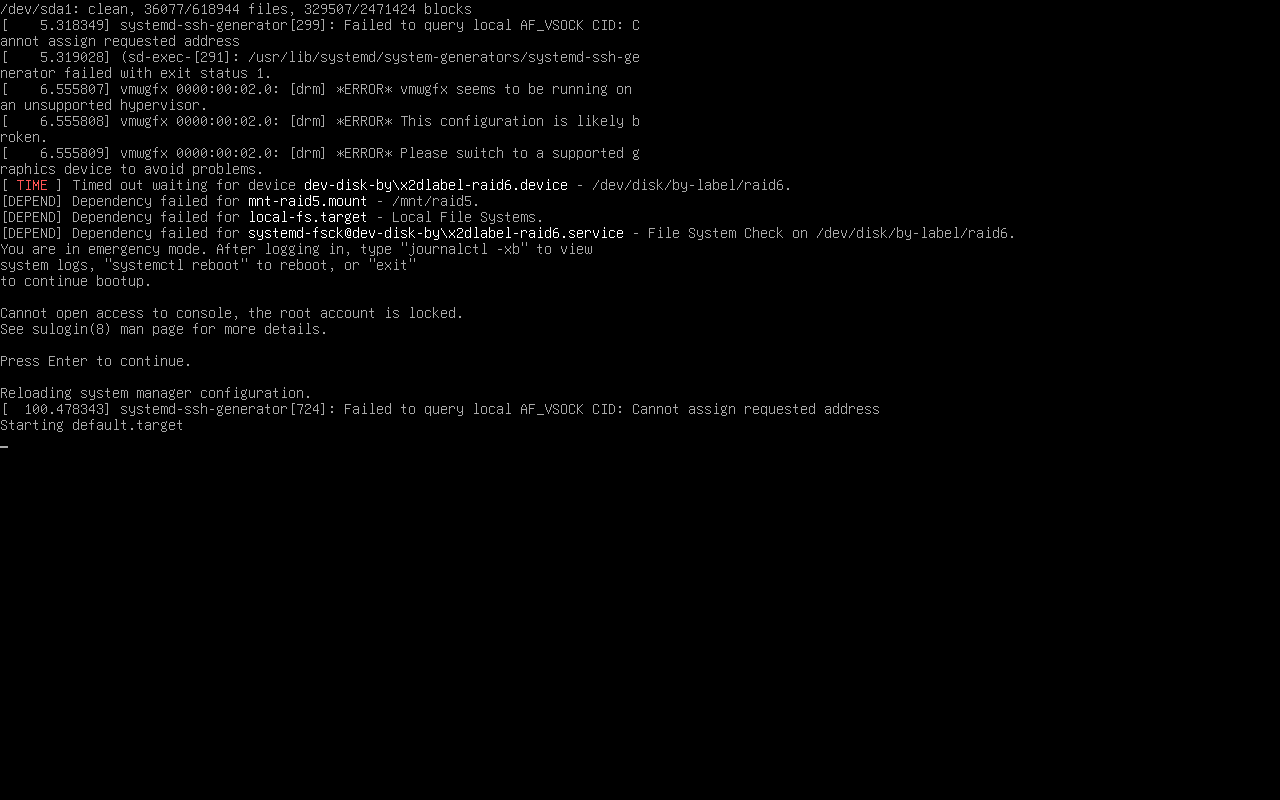 /dev/sda1: clean, 36077/618944 files, 329507/2471424 blocks
[    5.318349] systemd-ssh-generator[299]: Failed to query local AF_VSOCK CID: C
annot assign requested address
[    5.319028] (sd-exec-[291]: /usr/lib/systemd/system-generators/systemd-ssh-ge
nerator failed with exit status 1.
[    6.555807] vmwgfx 0000:00:02.0: [drm] *ERROR* vmwgfx seems to be running on
an unsupported hypervisor.
[    6.555808] vmwgfx 0000:00:02.0: [drm] *ERROR* This configuration is likely b
roken.
[    6.555809] vmwgfx 0000:00:02.0: [drm] *ERROR* Please switch to a supported g
raphics device to avoid problems.
[ TIME ] Timed out waiting for device dev-disk-by\x2dlabel-raid6.device - /dev/disk/by-label/raid6.
[DEPEND] Dependency failed for mnt-raid5.mount - /mnt/raid5.
[DEPEND] Dependency failed for local-fs.target - Local File Systems.
[DEPEND] Dependency failed for systemd-fsck@dev-disk-by\x2dlabel-raid6.service - File System Check on /dev/disk/by-label/raid6.
You are in emergency mode. After logging in, type "journalctl -xb" to view
system logs, "systemctl reboot" to reboot, or "exit"
to continue bootup.

Cannot open access to console, the root account is locked.
See sulogin(8) man page for more details.

Press Enter to continue.

Reloading system manager configuration.
[  100.478343] systemd-ssh-generator[724]: Failed to query local AF_VSOCK CID: Cannot assign requested address
Starting default.target